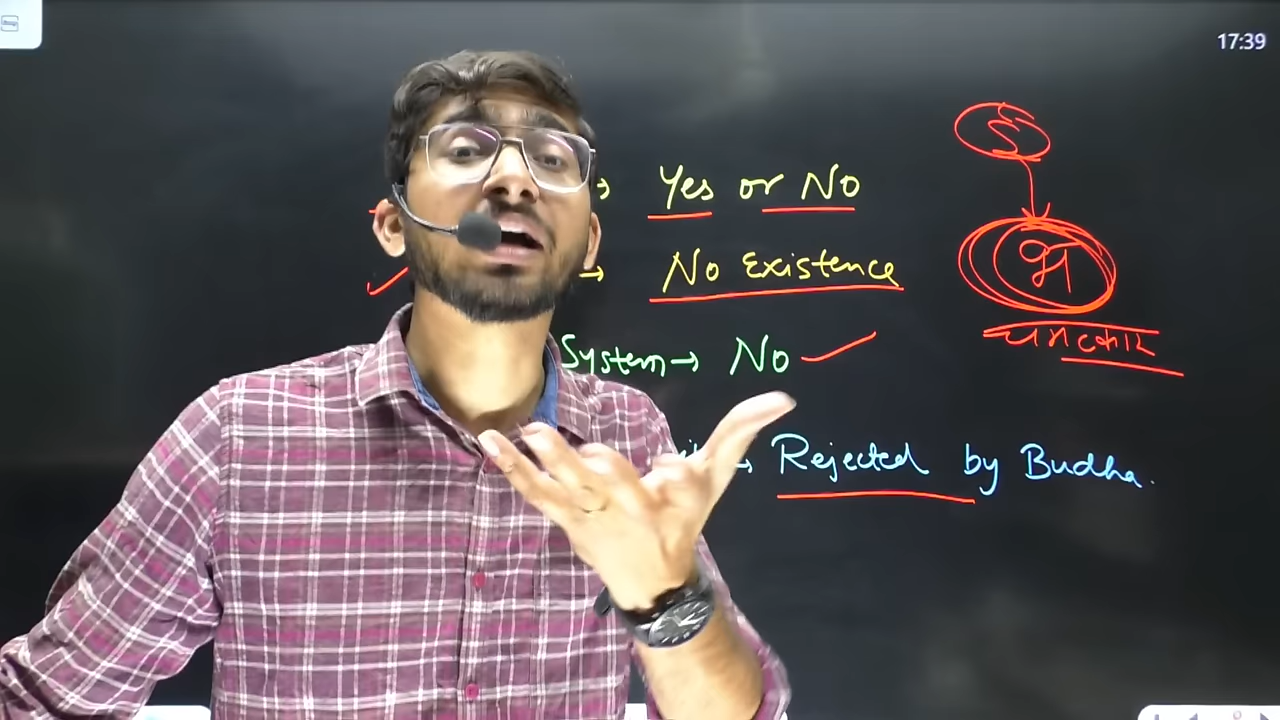 17:39
→ Yes or No
→ No Existence
System → No
→ Rejected by Budha.
ई
भ
चमत्कार